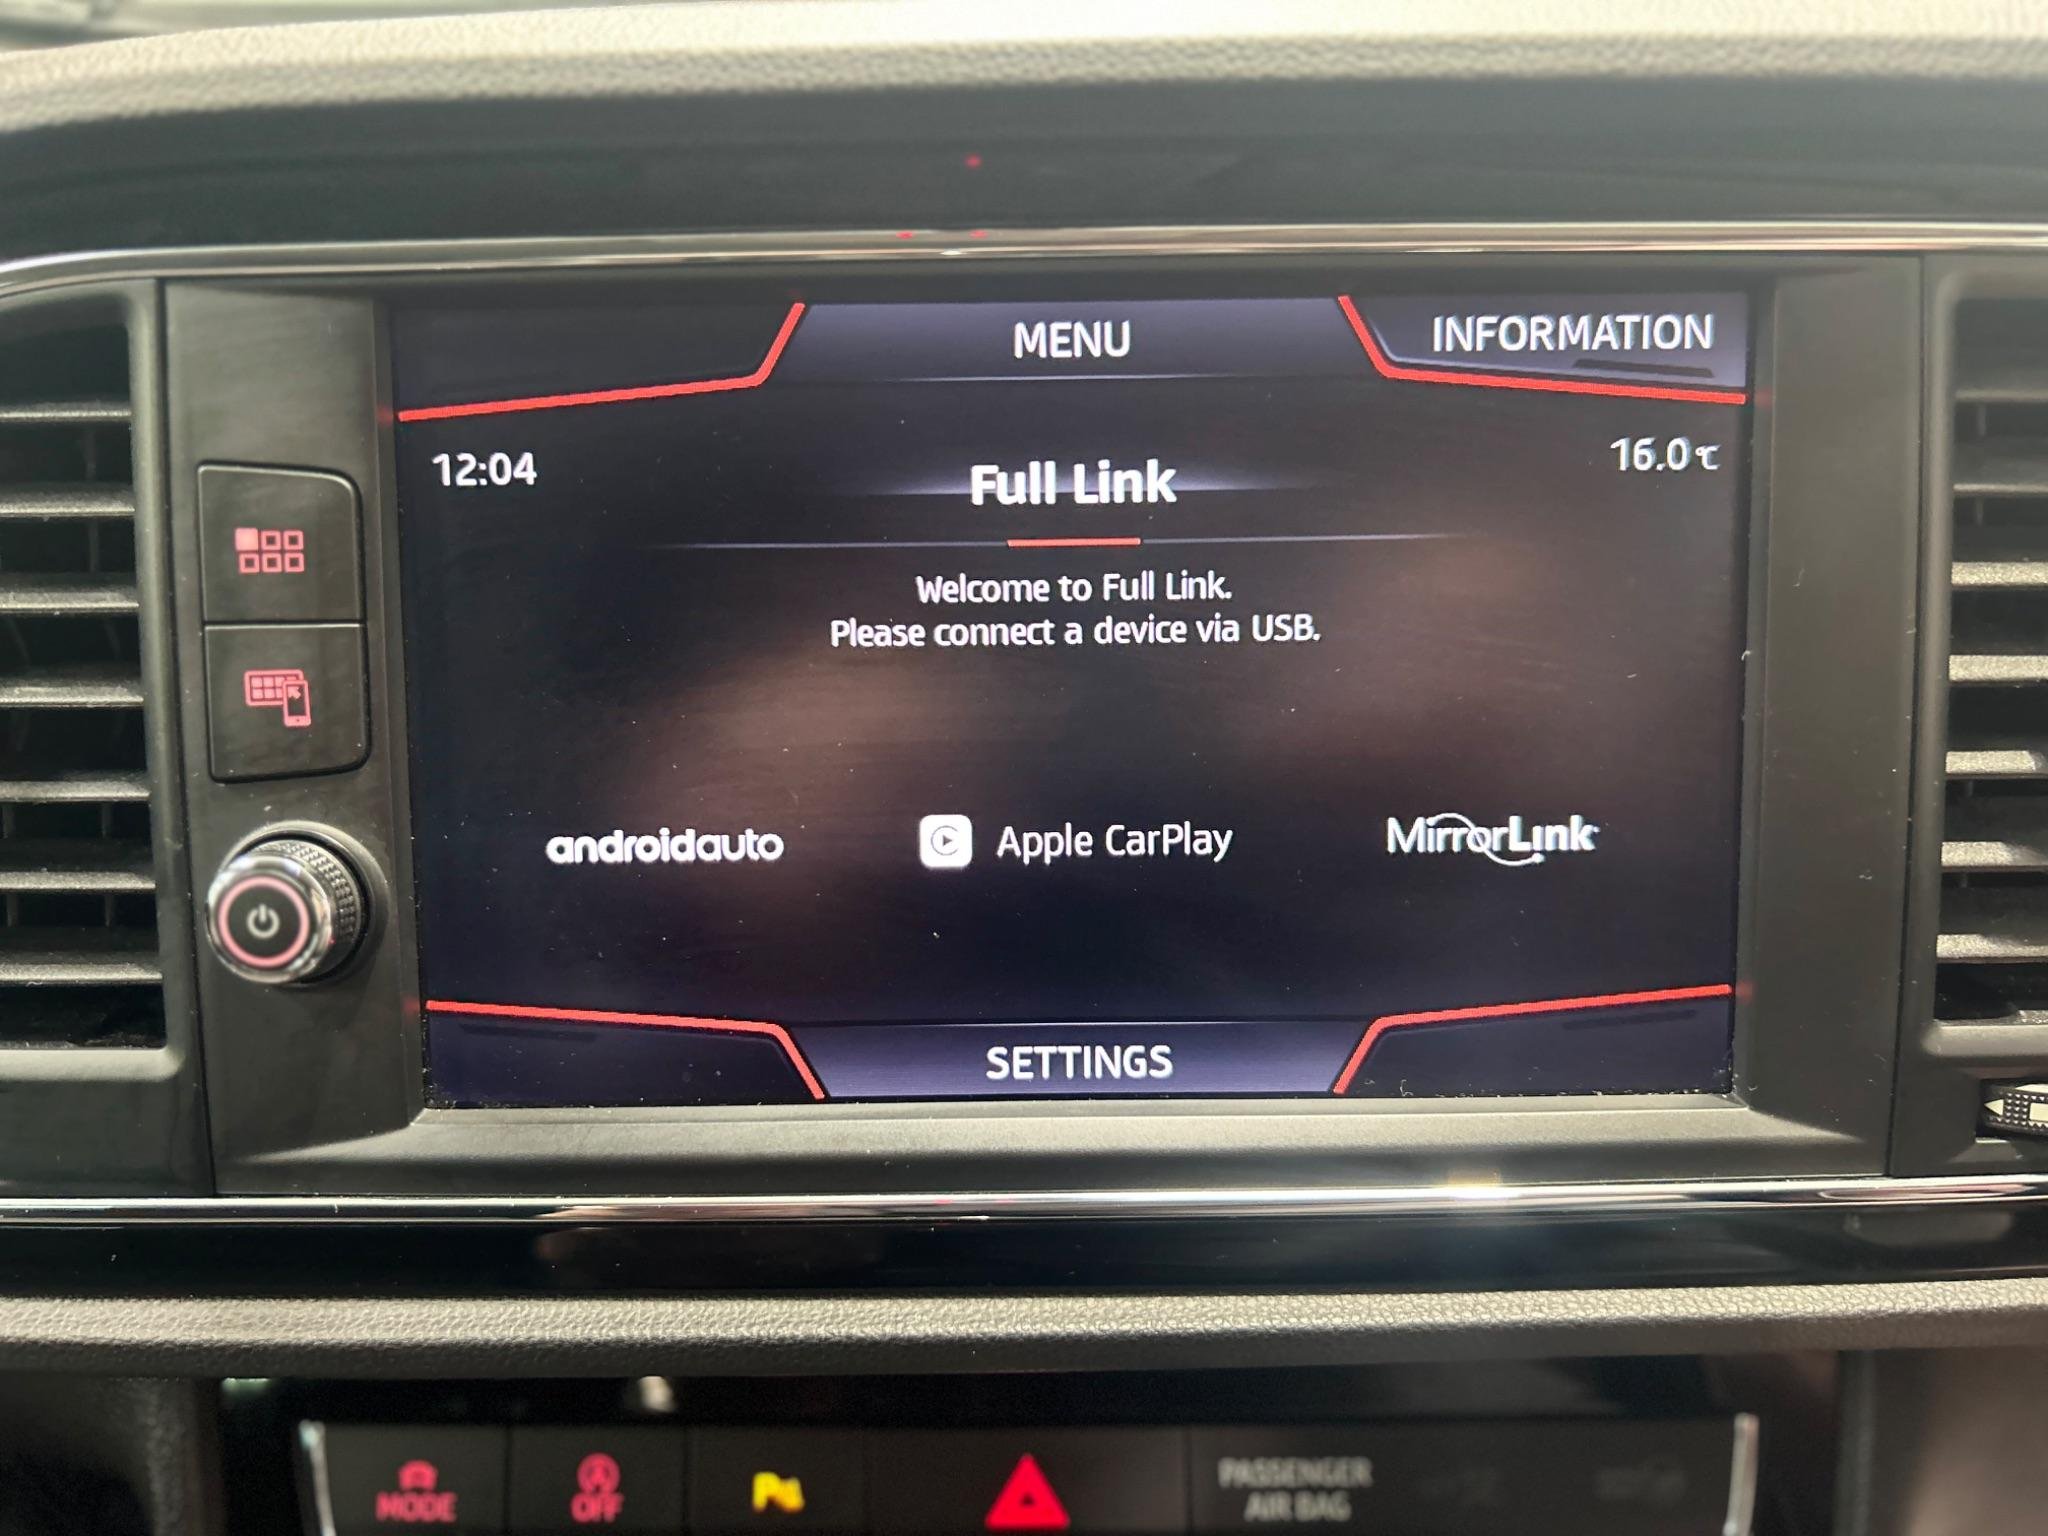 MENU
INFORMATION
12:04
16.0°C
Full Link
Welcome to Full Link.
Please connect a device via USB.
androidauto
Apple CarPlay
MirrorLink
SETTINGS
MODE
OFF
P
PASSENGER
AIR BAG